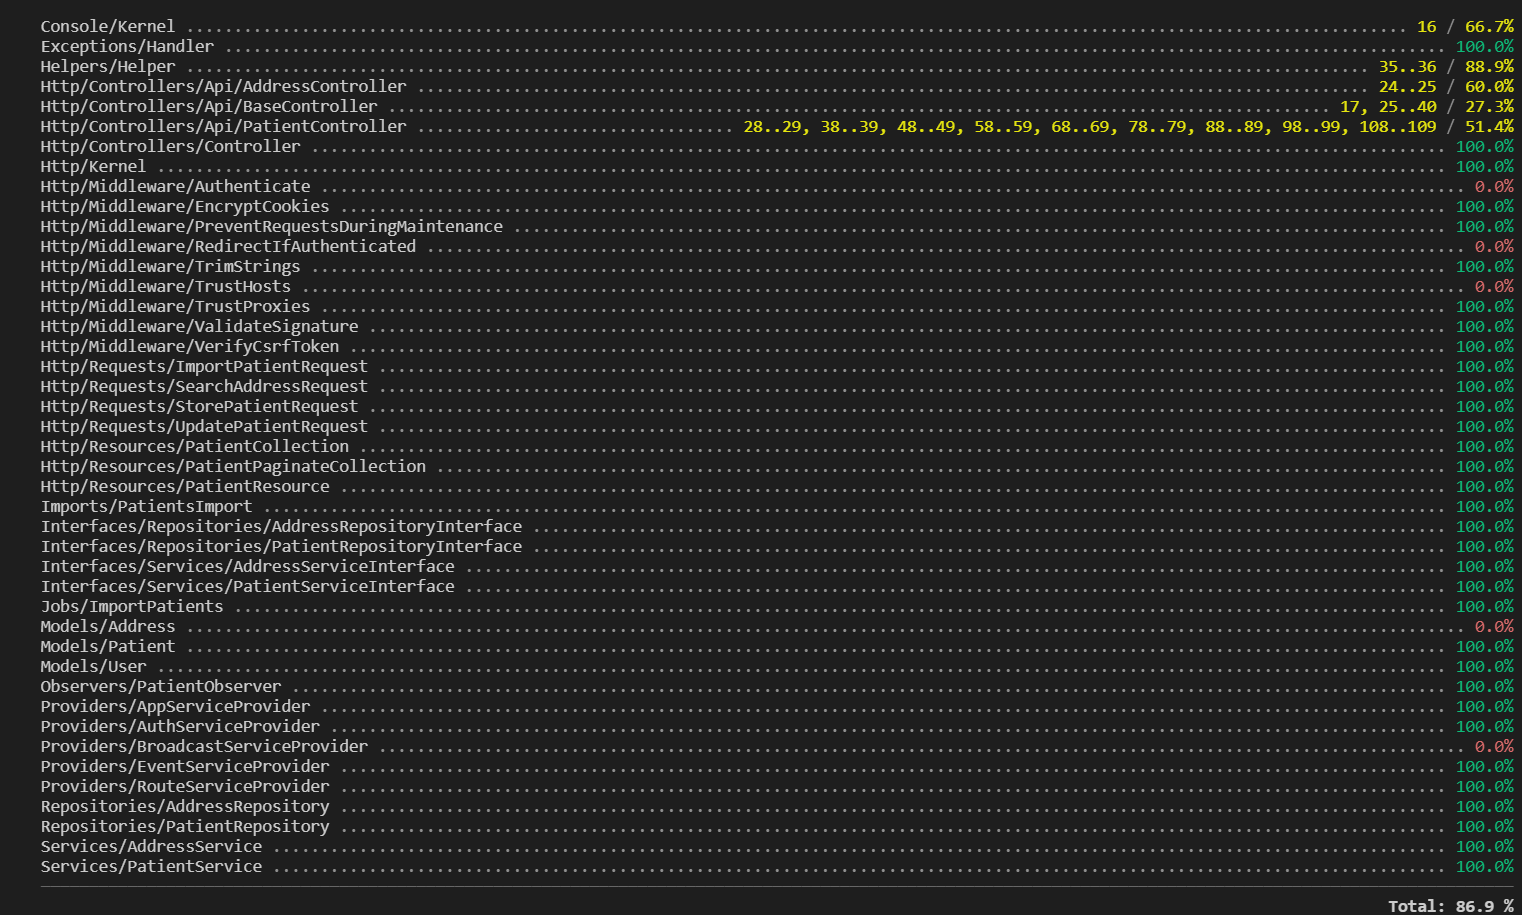 Console/Kernel ........ 16 / 66.7%
Exceptions/Handler ........ 100.0%
Helpers/Helper ........ 35..36 / 88.9%
Http/Controllers/Api/AddressController ........ 24..25 / 60.0%
Http/Controllers/Api/BaseController ........ 17, 25..40 / 27.3%
Http/Controllers/Api/PatientController ........ 28..29, 38..39, 48..49, 58..59, 68..69, 78..79, 88..89, 98..99, 108..109 / 51.4%
Http/Controllers/Controller ........ 100.0%
Http/Kernel ........ 100.0%
Http/Middleware/Authenticate ........ 0.0%
Http/Middleware/EncryptCookies ........ 100.0%
Http/Middleware/PreventRequestsDuringMaintenance ........ 100.0%
Http/Middleware/RedirectIfAuthenticated ........ 0.0%
Http/Middleware/TrimStrings ........ 100.0%
Http/Middleware/TrustHosts ........ 0.0%
Http/Middleware/TrustProxies ........ 100.0%
Http/Middleware/ValidateSignature ........ 100.0%
Http/Middleware/VerifyCsrfToken ........ 100.0%
Http/Requests/ImportPatientRequest ........ 100.0%
Http/Requests/SearchAddressRequest ........ 100.0%
Http/Requests/StorePatientRequest ........ 100.0%
Http/Requests/UpdatePatientRequest ........ 100.0%
Http/Resources/PatientCollection ........ 100.0%
Http/Resources/PatientPaginateCollection ........ 100.0%
Http/Resources/PatientResource ........ 100.0%
Imports/PatientsImport ........ 100.0%
Interfaces/Repositories/AddressRepositoryInterface ........ 100.0%
Interfaces/Repositories/PatientRepositoryInterface ........ 100.0%
Interfaces/Services/AddressServiceInterface ........ 100.0%
Interfaces/Services/PatientServiceInterface ........ 100.0%
Jobs/ImportPatients ........ 100.0%
Models/Address ........ 0.0%
Models/Patient ........ 100.0%
Models/User ........ 100.0%
Observers/PatientObserver ........ 100.0%
Providers/AppServiceProvider ........ 100.0%
Providers/AuthServiceProvider ........ 100.0%
Providers/BroadcastServiceProvider ........ 0.0%
Providers/EventServiceProvider ........ 100.0%
Providers/RouteServiceProvider ........ 100.0%
Repositories/AddressRepository ........ 100.0%
Repositories/PatientRepository ........ 100.0%
Services/AddressService ........ 100.0%
Services/PatientService ........ 100.0%
Total: 86.9 %